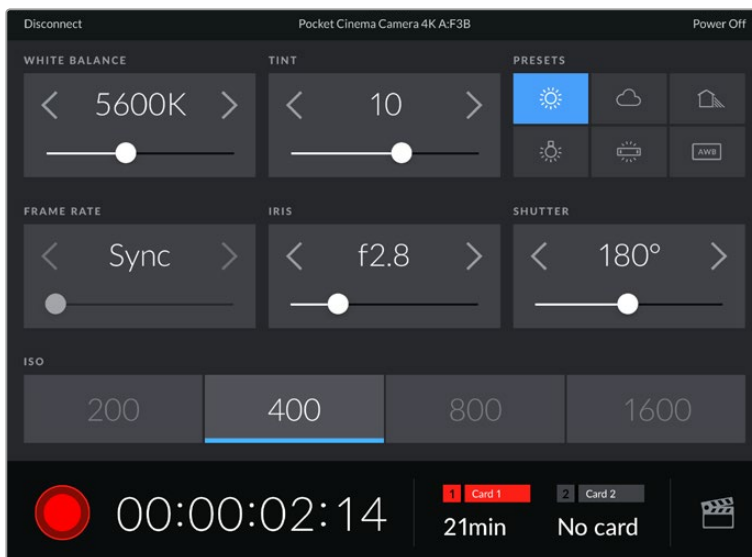 Disconnect Pocket Cinema Camera 4K A:F3B Power Off
WHITE BALANCE TINT PRESETS
5600K 10
AWB
FRAME RATE IRIS SHUTTER
Sync f2.8 180°
ISO
200 400 800 1600
00:00:02:14
1 Card 1 2 Card 2
21min No card